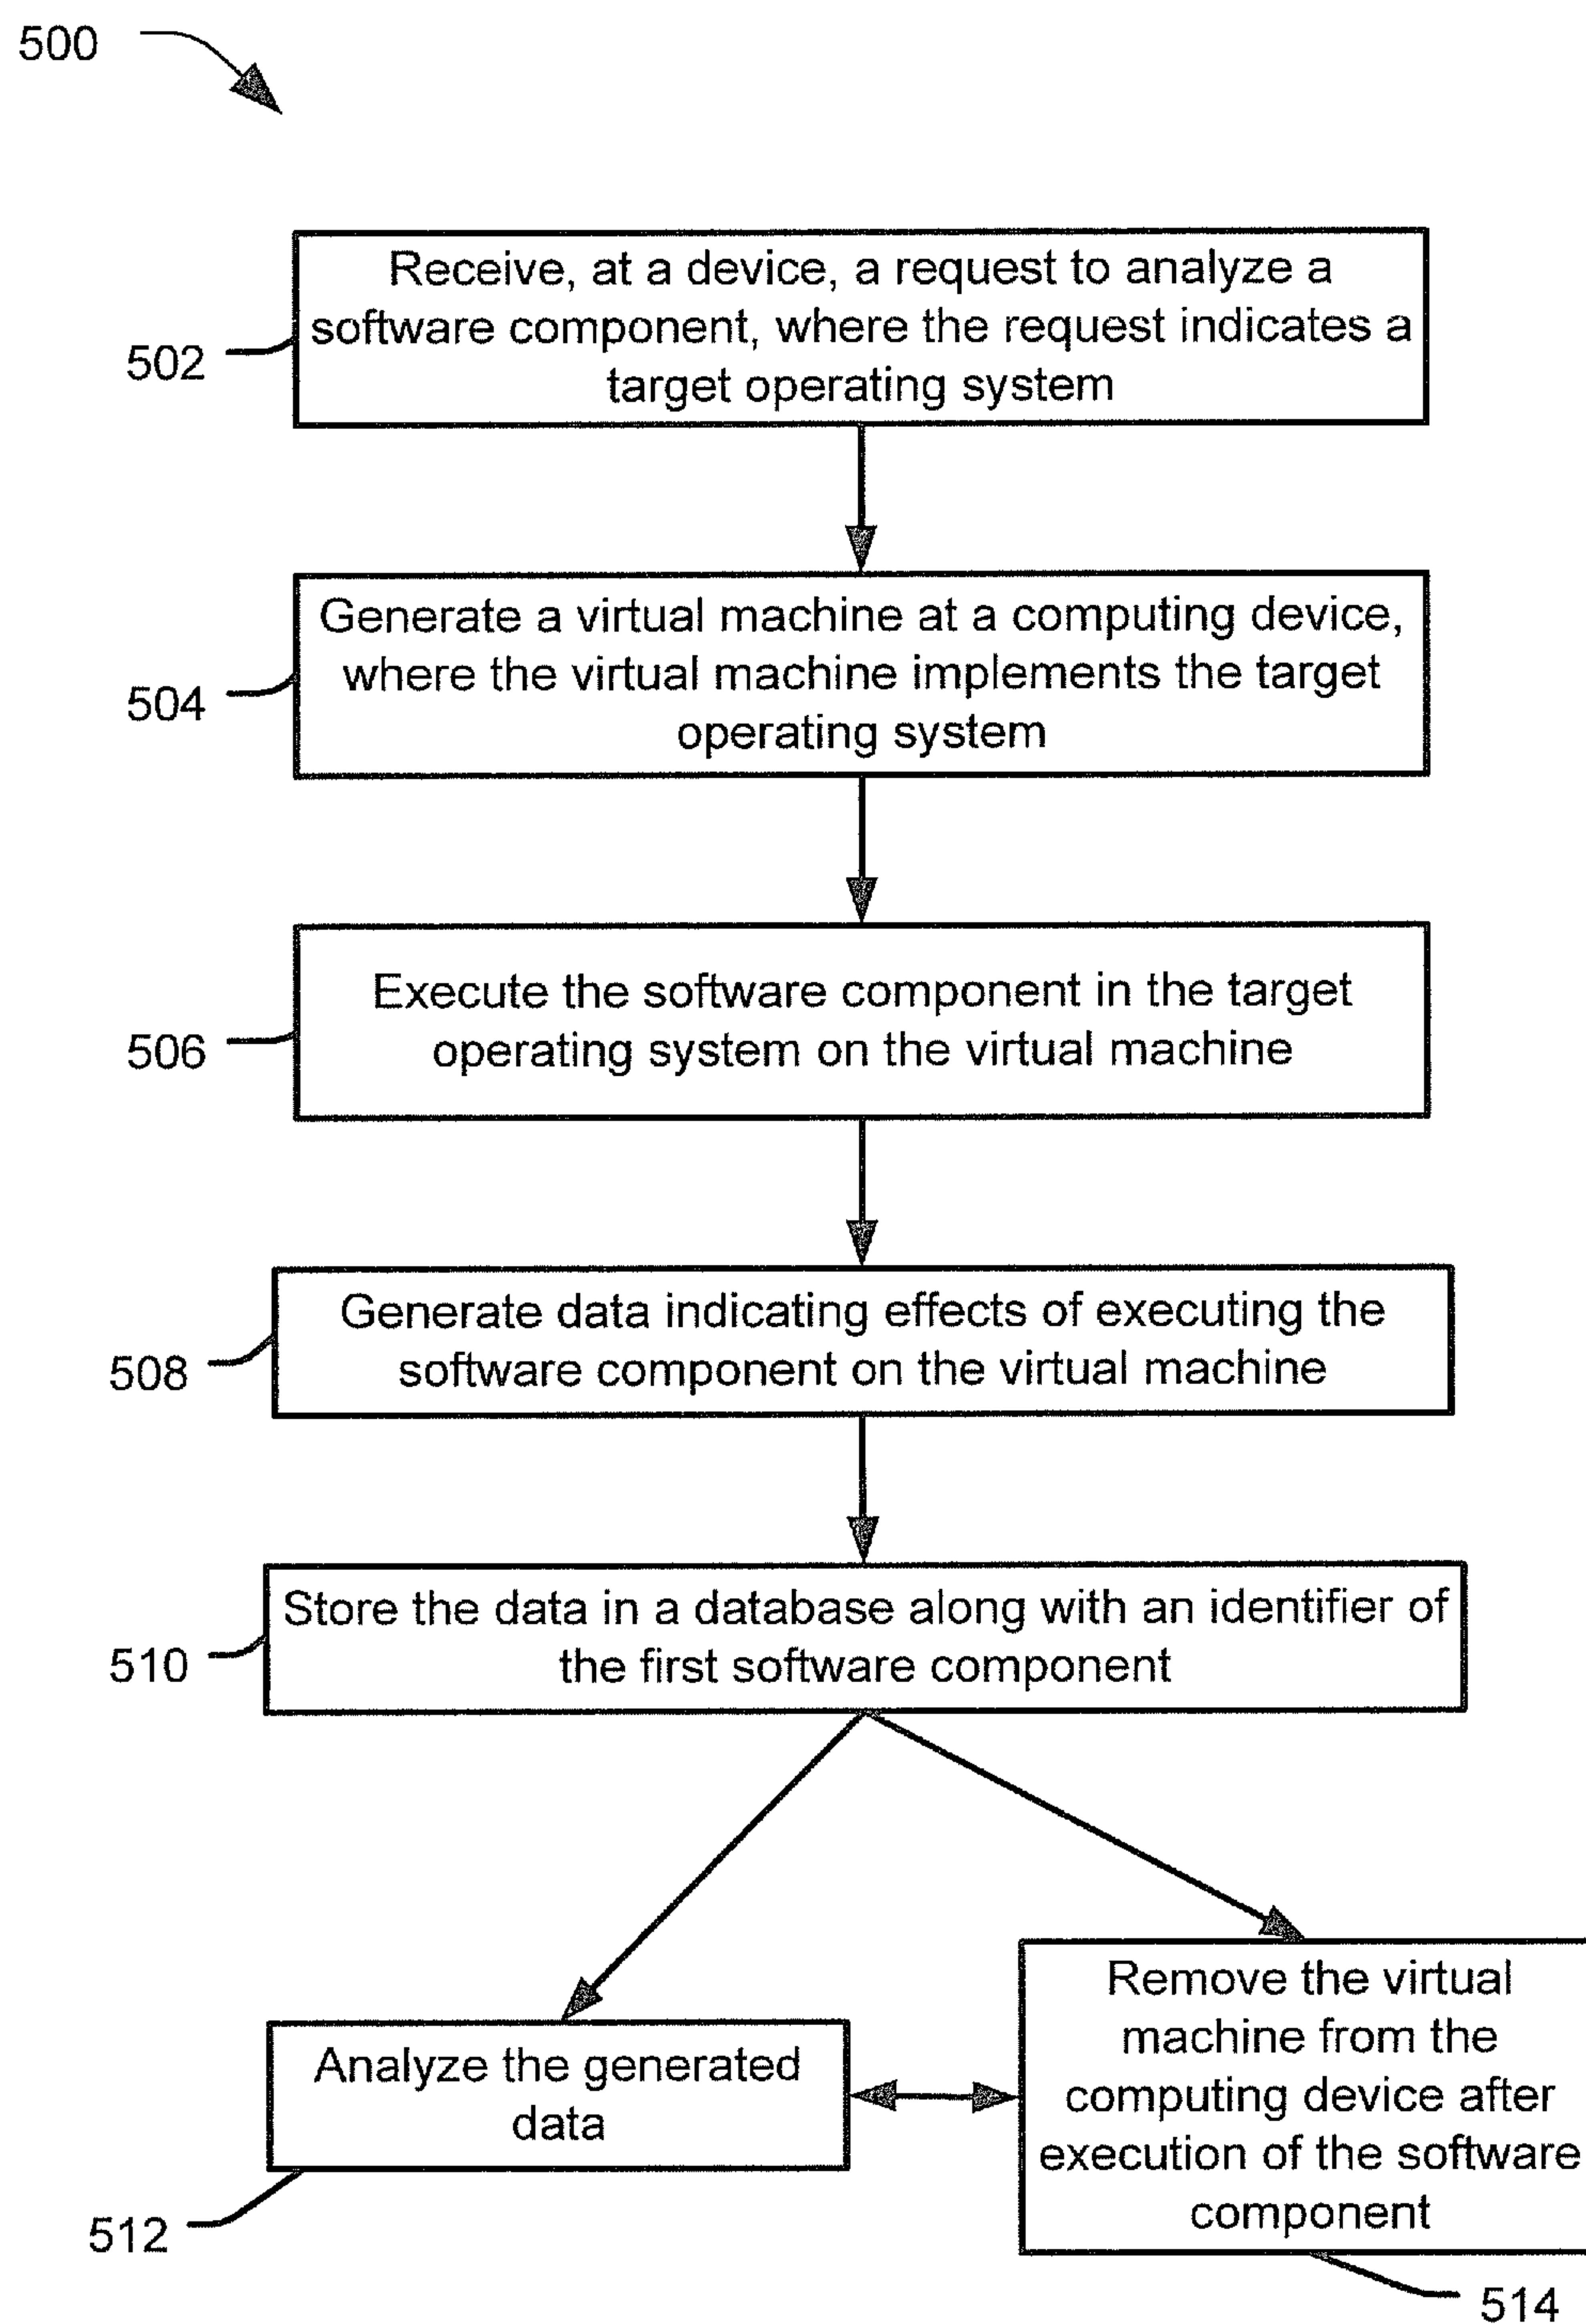 500
Receive, at a device, a request to analyze a
software component, where the request indicates a
target operating system
502
Generate a virtual machine at a computing device,
where the virtual machine implements the target
operating system
504
Execute the software component in the target
operating system on the virtual machine
506
Generate data indicating effects of executing the
software component on the virtual machine
508
Store the data in a database along with an identifier of
the first software component
510
Analyze the generated
data
512
Remove the virtual
machine from the
computing device after
execution of the software
component
514